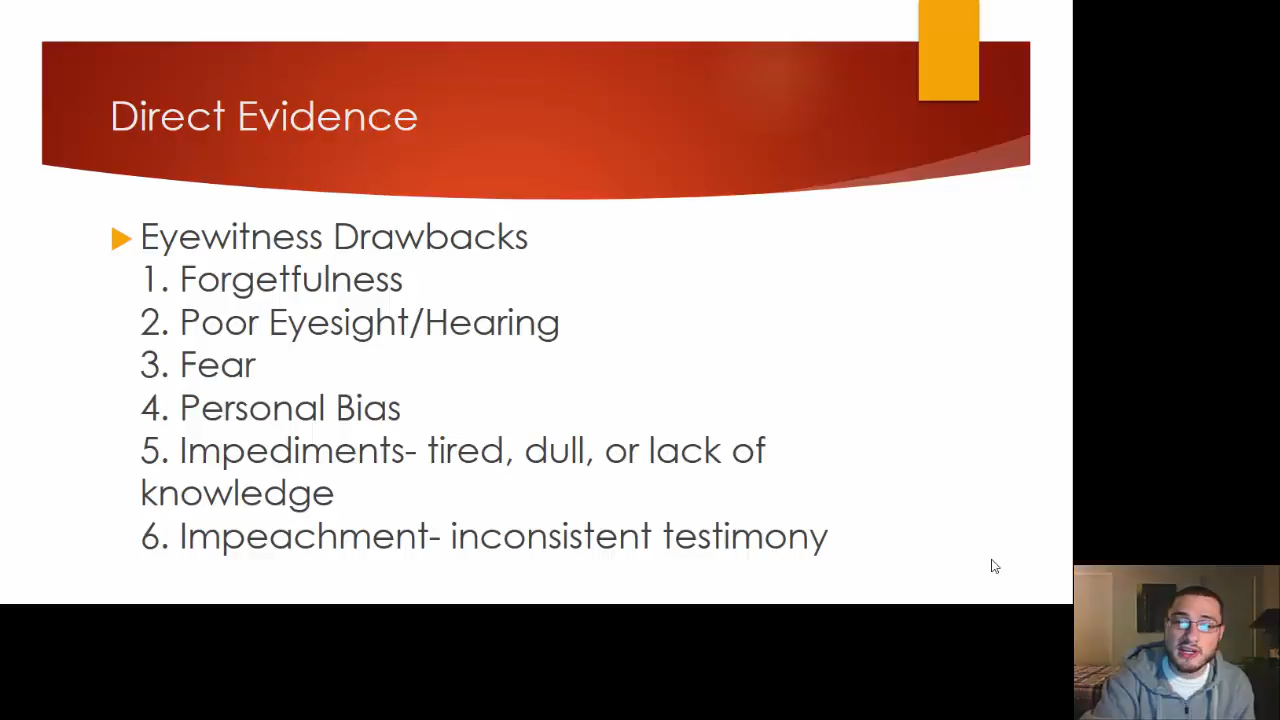 Direct Evidence
Eyewitness Drawbacks
1. Forgetfulness
2. Poor Eyesight/Hearing
3. Fear
4. Personal Bias
5. Impediments- tired, dull, or lack of
knowledge
6. Impeachment- inconsistent testimony